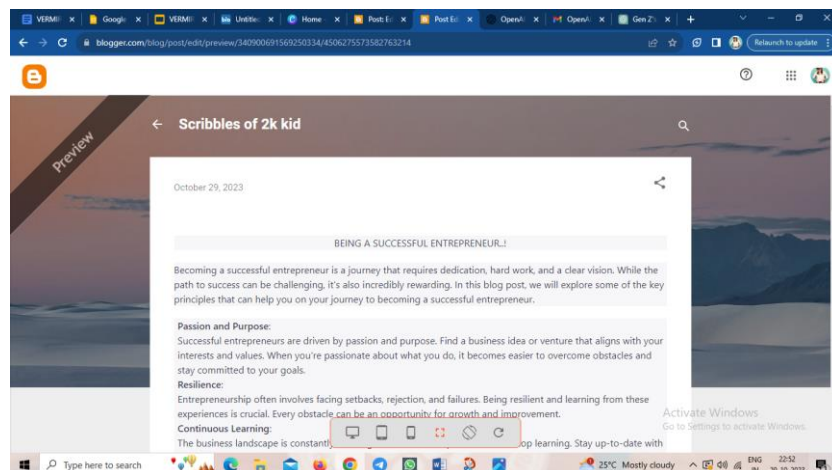 VERMI
Google
VERMI
Untitled
Home
Post: Ed
Post Ed
OpenA
OpenA
Gen Z'
blogger.com/blog/post/edit/preview/340900691569250334/4506275573582763214
Relaunch to update
Preview
Scribbles of 2k kid
October 29, 2023
BEING A SUCCESSFUL ENTREPRENEUR..!
Becoming a successful entrepreneur is a journey that requires dedication, hard work, and a clear vision. While the
path to success can be challenging, it's also incredibly rewarding. In this blog post, we will explore some of the key
principles that can help you on your journey to becoming a successful entrepreneur.
Passion and Purpose:
Successful entrepreneurs are driven by passion and purpose. Find a business idea or venture that aligns with your
interests and values. When you're passionate about what you do, it becomes easier to overcome obstacles and
stay committed to your goals.
Resilience:
Entrepreneurship often involves facing setbacks, rejection, and failures. Being resilient and learning from these
experiences is crucial. Every obstacle can be an opportunity for growth and improvement.
Continuous Learning:
The business landscape is constantly op learning. Stay up-to-date with
Activate Windows
Go to Settings to activate Windows.
Type here to search
25°C Mostly cloudy
ENG
IN
22:52
29-10-2023